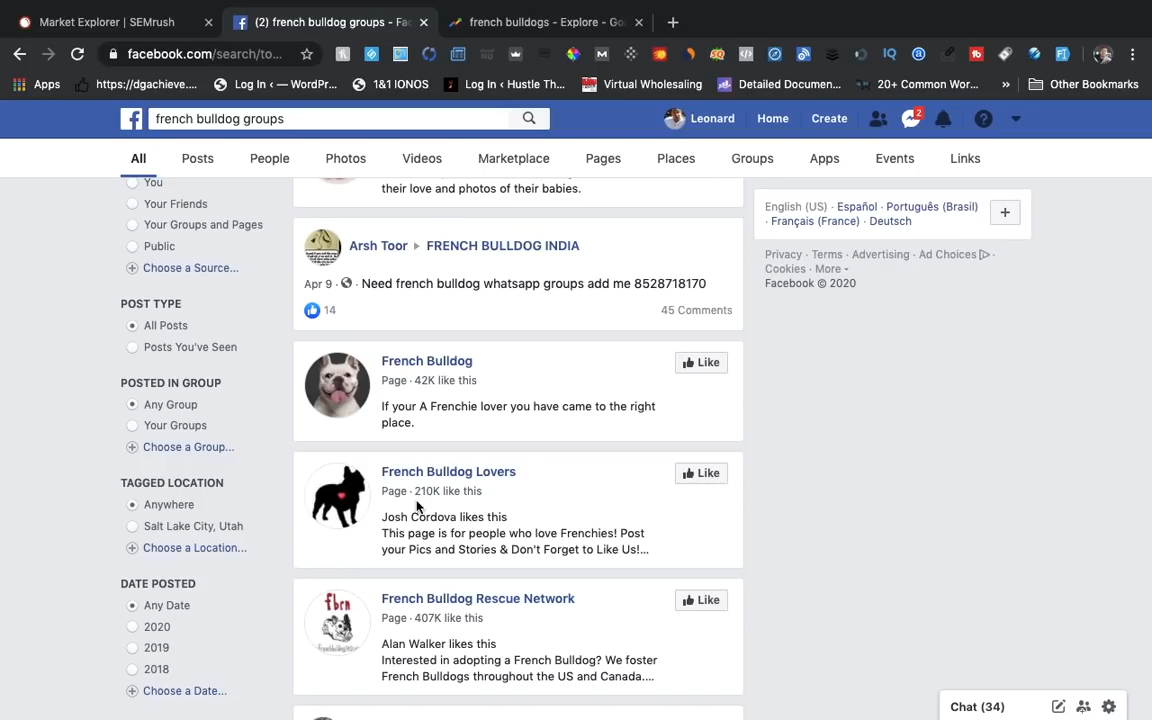 Market Explorer | SEMrush
(2) french bulldog groups - Fac
french bulldogs - Explore - Go
facebook.com/search/to...
Apps
https://dgachieve....
Log In ‹ — WordPr...
1&1 IONOS
Log In ‹ Hustle Th...
Virtual Wholesaling
Detailed Documen...
20+ Common Wor...
»
Other Bookmarks
french bulldog groups
Leonard
Home
Create
2
All
Posts
People
Photos
Videos
Marketplace
Pages
Places
Groups
Apps
Events
Links
You
Your Friends
Your Groups and Pages
Public
Choose a Source...
POST TYPE
All Posts
Posts You've Seen
POSTED IN GROUP
Any Group
Your Groups
Choose a Group...
TAGGED LOCATION
Anywhere
Salt Lake City, Utah
Choose a Location...
DATE POSTED
Any Date
2020
2019
2018
Choose a Date...
their love and photos of their babies.
Arsh Toor ▸ FRENCH BULLDOG INDIA
Apr 9 · · Need french bulldog whatsapp groups add me 8528718170
14
45 Comments
French Bulldog
Like
Page · 42K like this
If your A Frenchie lover you have came to the right
place.
French Bulldog Lovers
Like
Page · 210K like this
Josh Cordova likes this
This page is for people who love Frenchies! Post
your Pics and Stories & Don't Forget to Like Us!...
fbrn
French Bulldog Rescue Network
Like
Page · 407K like this
Alan Walker likes this
Interested in adopting a French Bulldog? We foster
French Bulldogs throughout the US and Canada....
English (US) · Español · Português (Brasil)
· Français (France) · Deutsch
Privacy · Terms · Advertising · Ad Choices ·
Cookies · More
Facebook © 2020
Chat (34)